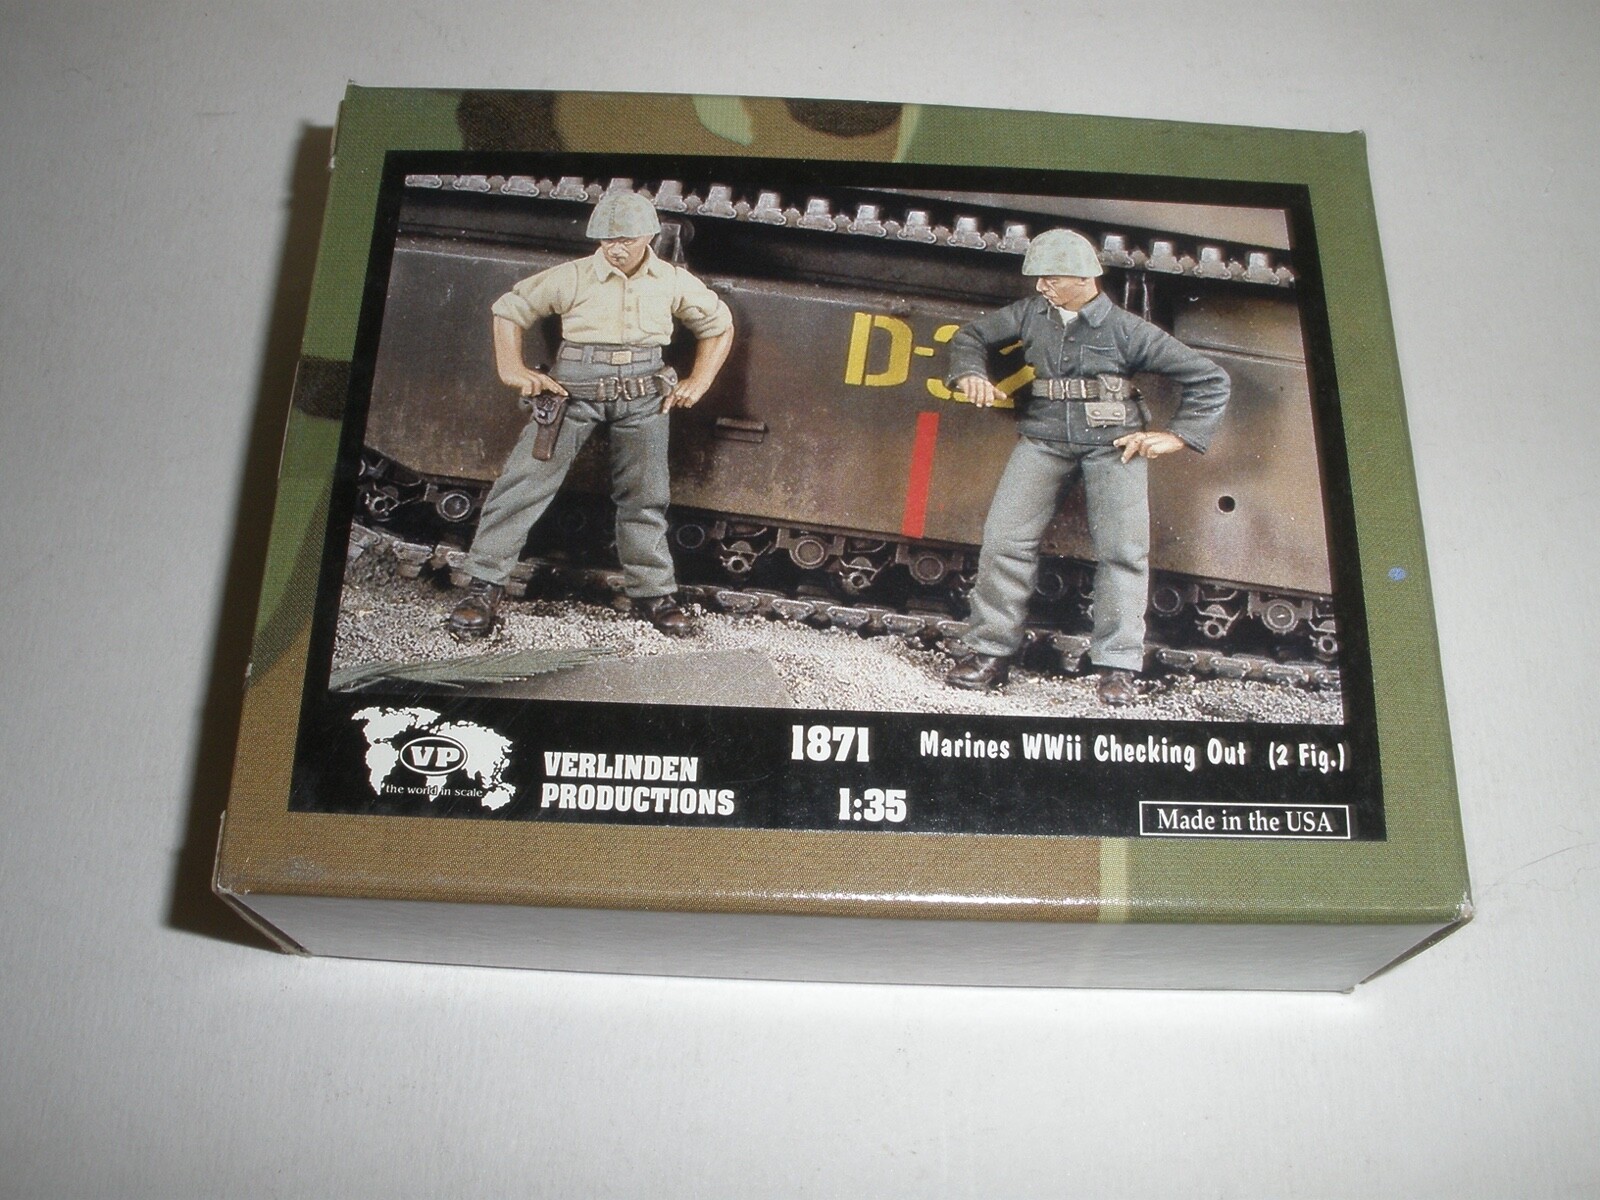 D-32
VP
the world in scale
VERLINDEN
PRODUCTIONS
1871
1:35
Marines WWii Checking Out (2 Fig.)
Made in the USA